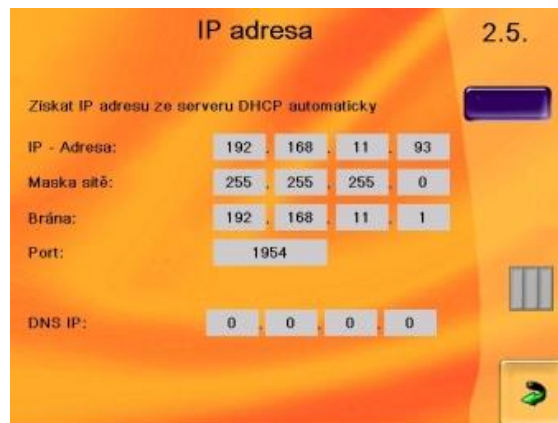 IP adresa 2.5.
Získat IP adresu ze serveru DHCP automaticky
IP - Adresa: 192 . 168 . 11 . 93
Maska sítě: 255 . 255 . 255 . 0
Brána: 192 . 168 . 11 . 1
Port: 1954
DNS IP: 0 . 0 . 0 . 0